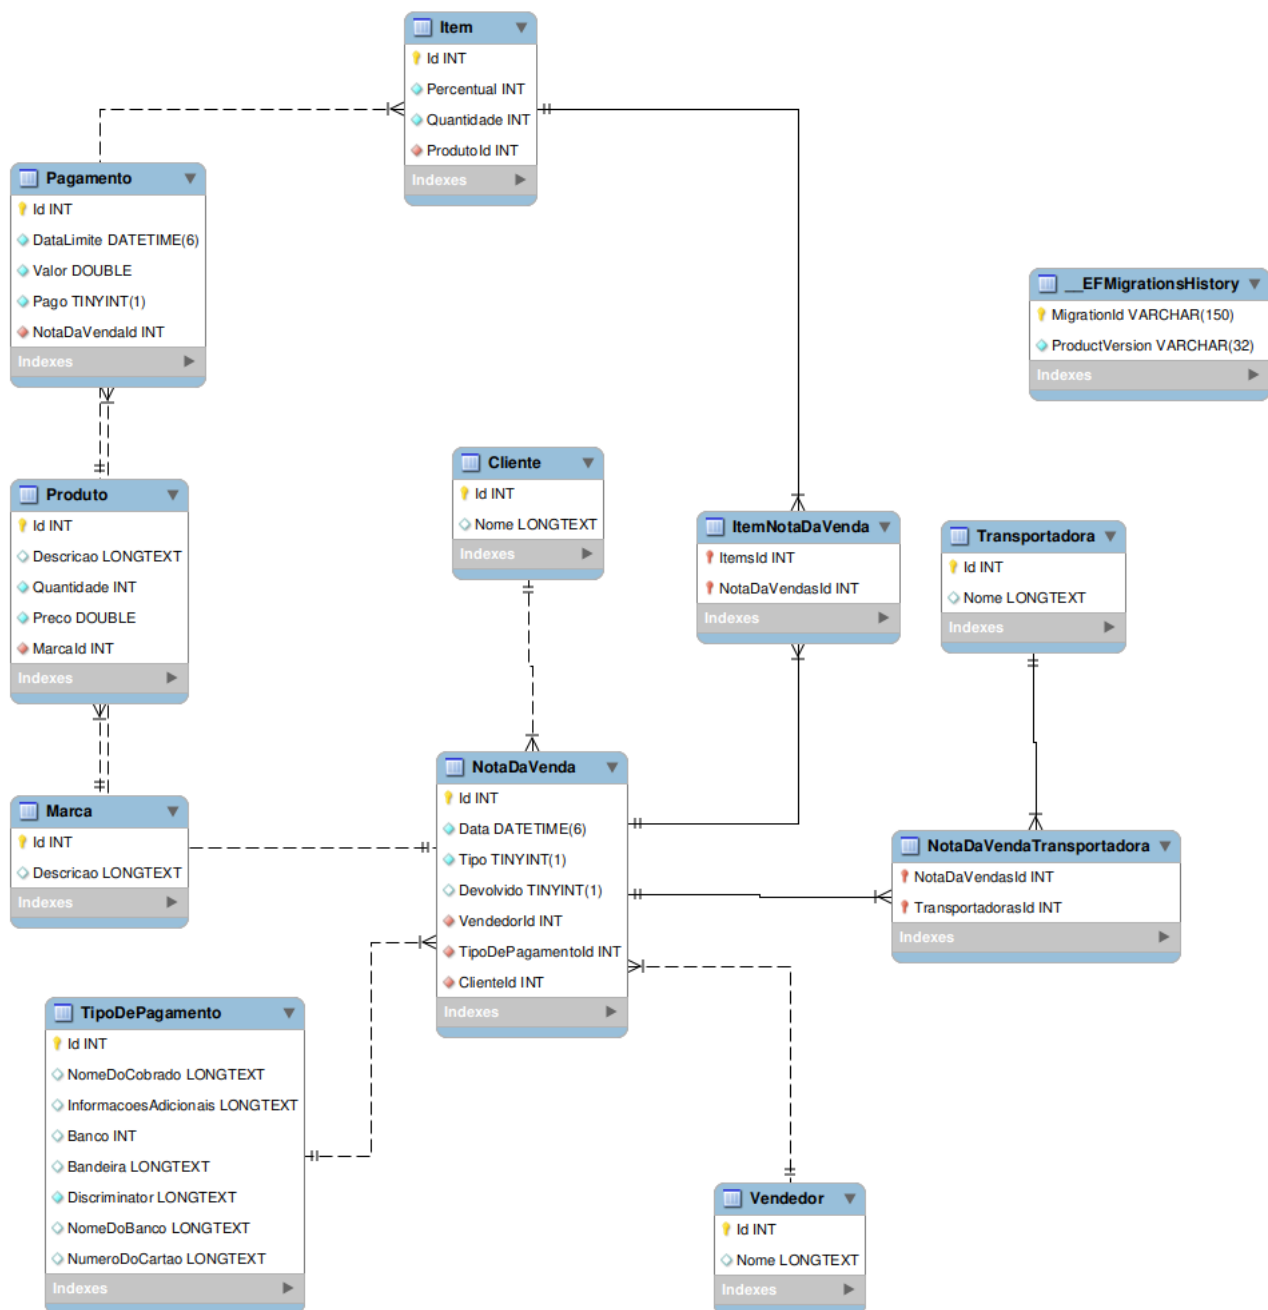 Item
Id INT
Percentual INT
Quantidade INT
ProdutoId INT
Indexes
Pagamento
Id INT
DataLimite DATETIME(6)
Valor DOUBLE
Pago TINYINT(1)
NotaDaVendaId INT
Indexes
__EFMigrationsHistory
MigrationId VARCHAR(150)
ProductVersion VARCHAR(32)
Indexes
Cliente
Id INT
Nome LONGTEXT
Indexes
Produto
Id INT
Descricao LONGTEXT
Quantidade INT
Preco DOUBLE
MarcaId INT
Indexes
ItemNotaDaVenda
ItemsId INT
NotaDaVendasId INT
Indexes
Transportadora
Id INT
Nome LONGTEXT
Indexes
NotaDaVenda
Id INT
Data DATETIME(6)
Tipo TINYINT(1)
Devolvido TINYINT(1)
VendedorId INT
TipoDePagamentoId INT
ClienteId INT
Indexes
Marca
Id INT
Descricao LONGTEXT
Indexes
NotaDaVendaTransportadora
NotaDaVendasId INT
TransportadorasId INT
Indexes
TipoDePagamento
Id INT
NomeDoCobrado LONGTEXT
InformacoesAdicionais LONGTEXT
Banco INT
Bandeira LONGTEXT
Discriminator LONGTEXT
NomeDoBanco LONGTEXT
NumeroDoCartao LONGTEXT
Indexes
Vendedor
Id INT
Nome LONGTEXT
Indexes